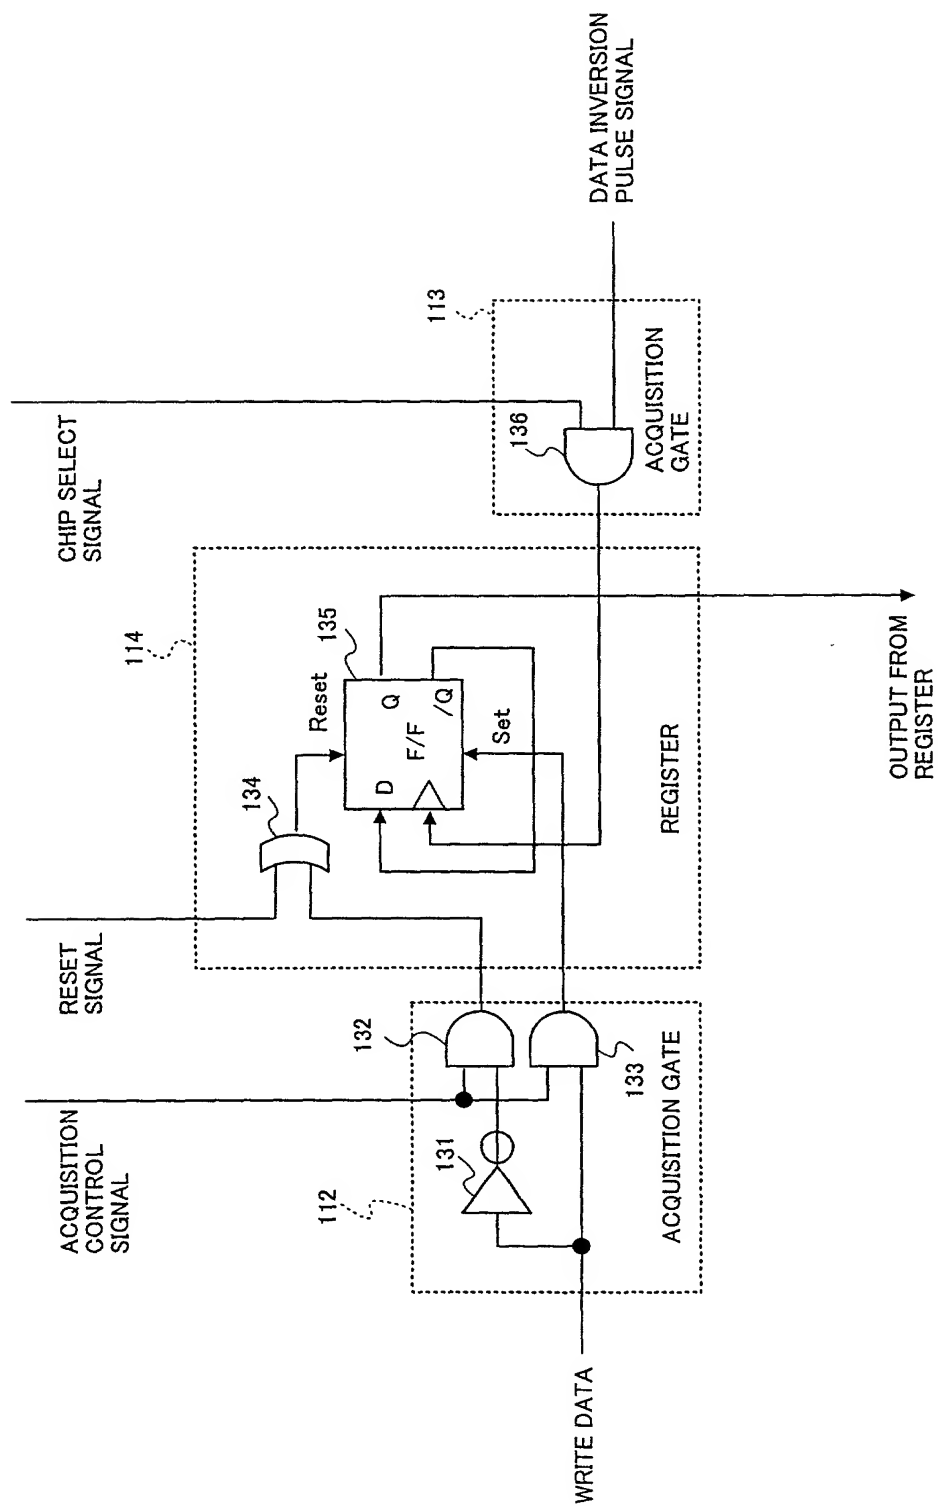 ACQUISITION
CONTROL
SIGNAL
RESET
SIGNAL
CHIP SELECT
SIGNAL
114
134
Reset
135
D
Q
F/F
/Q
Set
REGISTER
113
136
ACQUISITION
GATE
DATA INVERSION
PULSE SIGNAL
112
131
132
133
ACQUISITION GATE
WRITE DATA
OUTPUT FROM
REGISTER